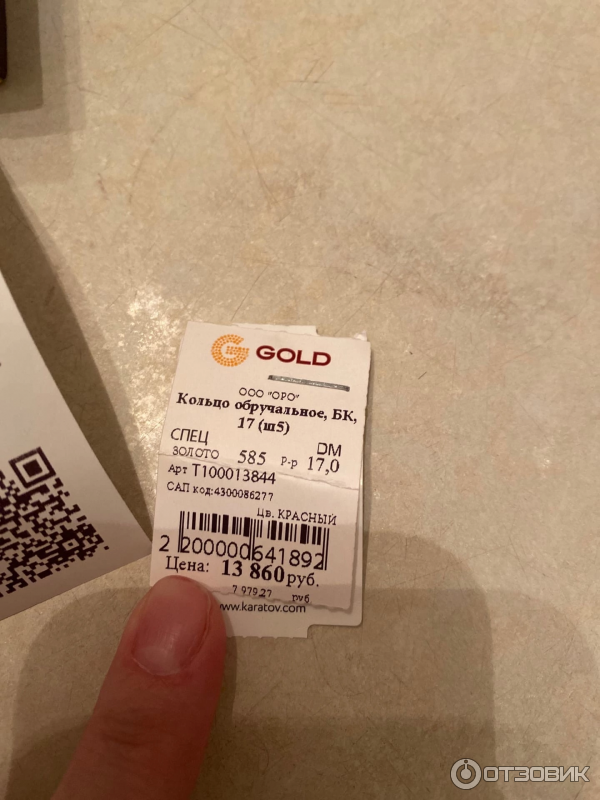 GOLD
ООО "ОРО"
Кольцо обручальное, БК,
17 (ш5)
СПЕЦ DM
ЗОЛОТО 585 Р-р 17,0
Арт T100013844
САП код:4300086277
Цв. КРАСНЫЙ
2 200000 641892
Цена: 13 860 руб.
7 979.27 руб
www.karatov.com
ОТЗОВИК